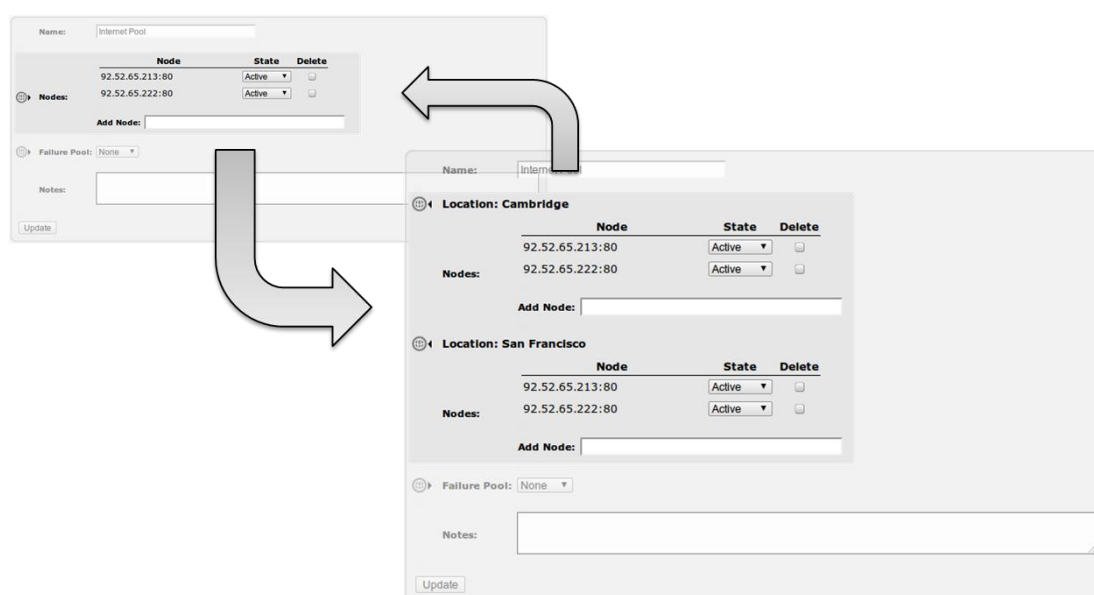 Name: Internet Pool
Node State Delete
92.52.65.213:80 Active
Nodes: 92.52.65.222:80 Active
Add Node:
Failure Pool: None
Notes:
Update
Name: Internet Pool
Location: Cambridge
Node State Delete
92.52.65.213:80 Active
Nodes: 92.52.65.222:80 Active
Add Node:
Location: San Francisco
Node State Delete
92.52.65.213:80 Active
Nodes: 92.52.65.222:80 Active
Add Node:
Failure Pool: None
Notes:
Update